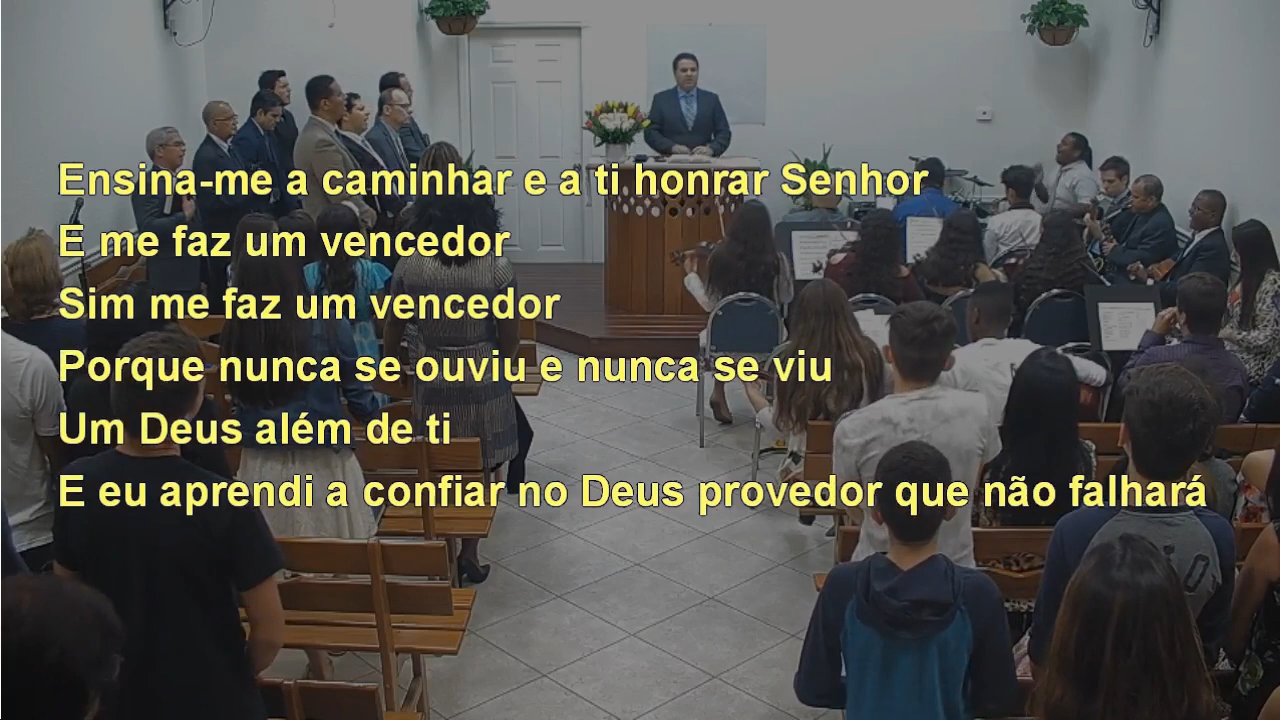 Ensina-me a caminhar e a ti honrar Senhor
E me faz um vencedor
Sim me faz um vencedor
Porque nunca se ouviu e nunca se viu
Um Deus além de ti
E eu aprendi a confiar no Deus provedor que não falhará